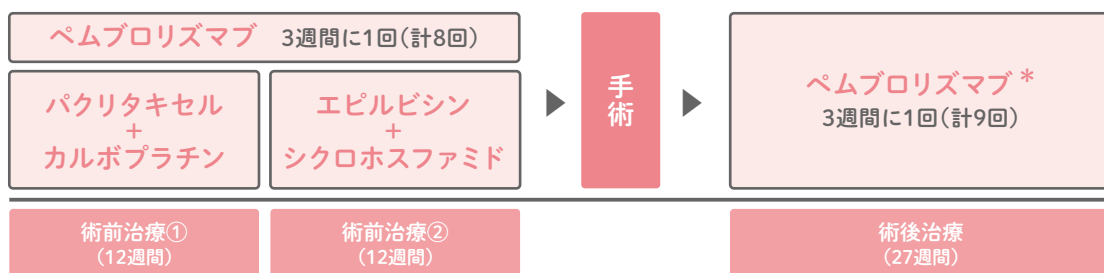 ペムブロリズマブ 3週間に1回(計8回)
パクリタキセル
+
カルボプラチン
エピルビシン
+
シクロホスファミド
手術
ペムブロリズマブ*
3週間に1回(計9回)
術前治療①
(12週間)
術前治療②
(12週間)
術後治療
(27週間)